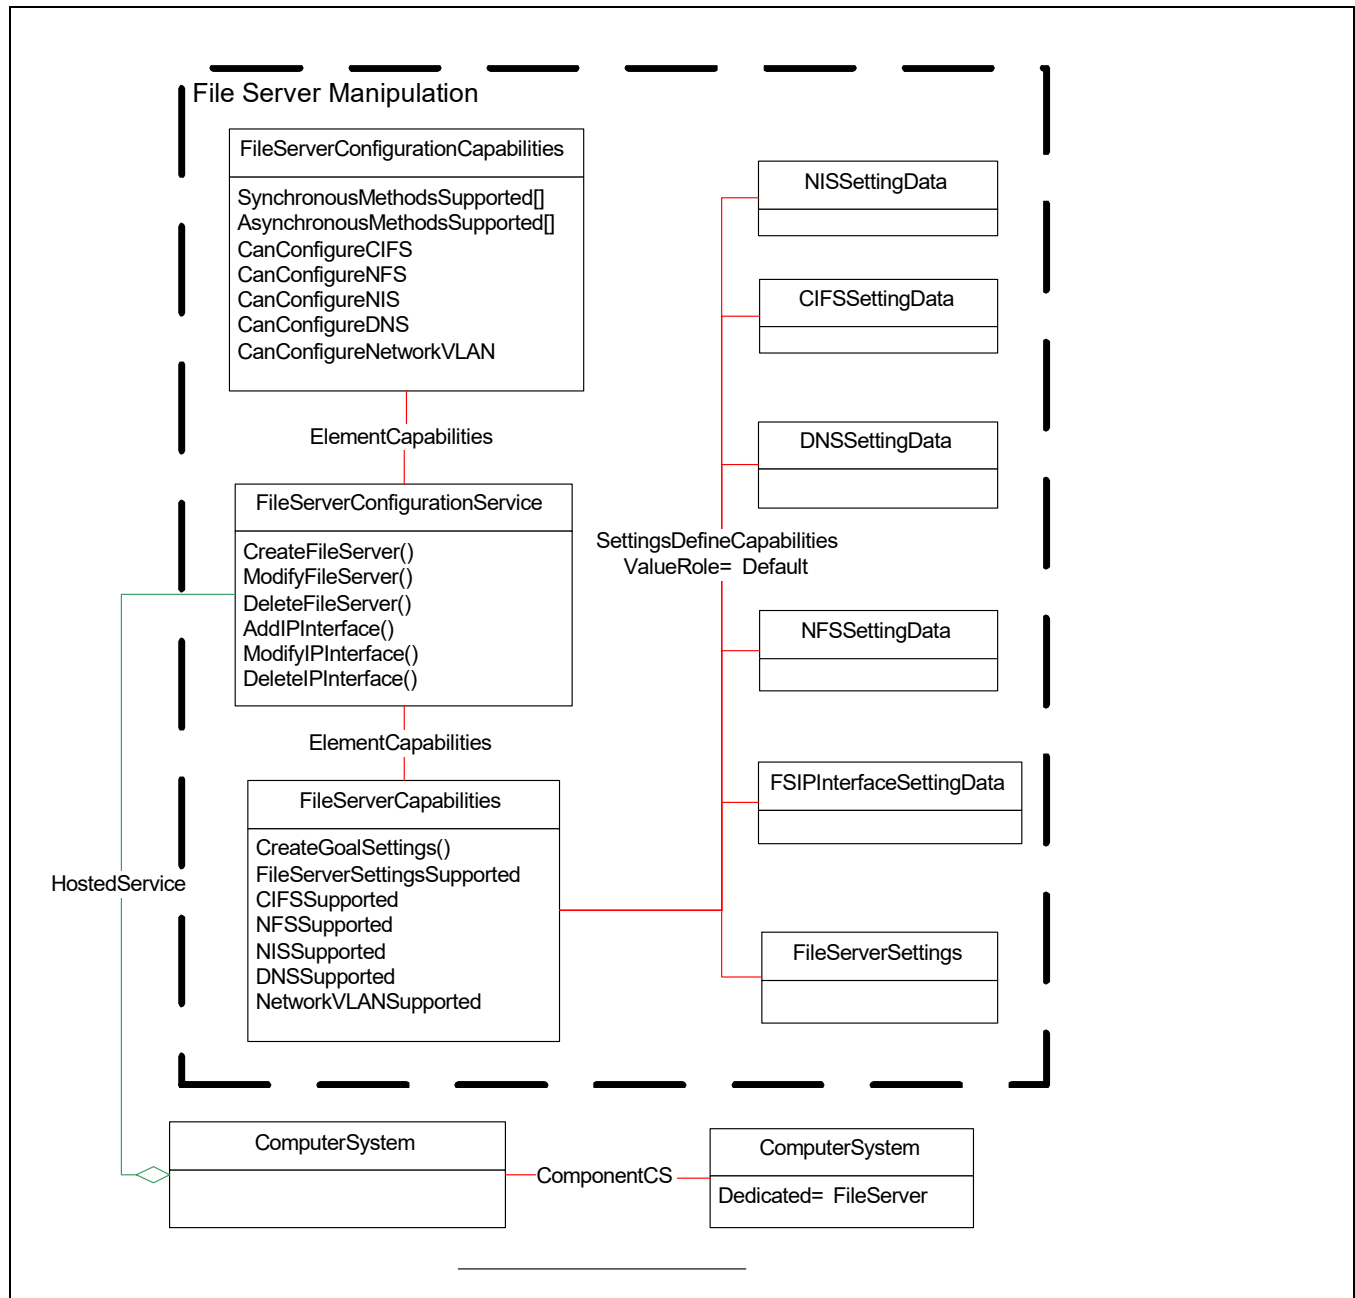 File Server Manipulation
FileServerConfigurationCapabilities
SynchronousMethodsSupported[]
AsynchronousMethodsSupported[]
CanConfigureCIFS
CanConfigureNFS
CanConfigureNIS
CanConfigureDNS
CanConfigureNetworkVLAN
ElementCapabilities
FileServerConfigurationService
CreateFileServer()
ModifyFileServer()
DeleteFileServer()
AddIPInterface()
ModifyIPInterface()
DeleteIPInterface()
ElementCapabilities
FileServerCapabilities
CreateGoalSettings()
FileServerSettingsSupported
CIFSSupported
NFSSupported
NISSupported
DNSSupported
NetworkVLANSupported
HostedService
NISSettingData
CIFSSettingData
DNSSettingData
SettingsDefineCapabilities
ValueRole= Default
NFSSettingData
FSIPInterfaceSettingData
FileServerSettings
ComputerSystem
ComponentCS
ComputerSystem
Dedicated= FileServer